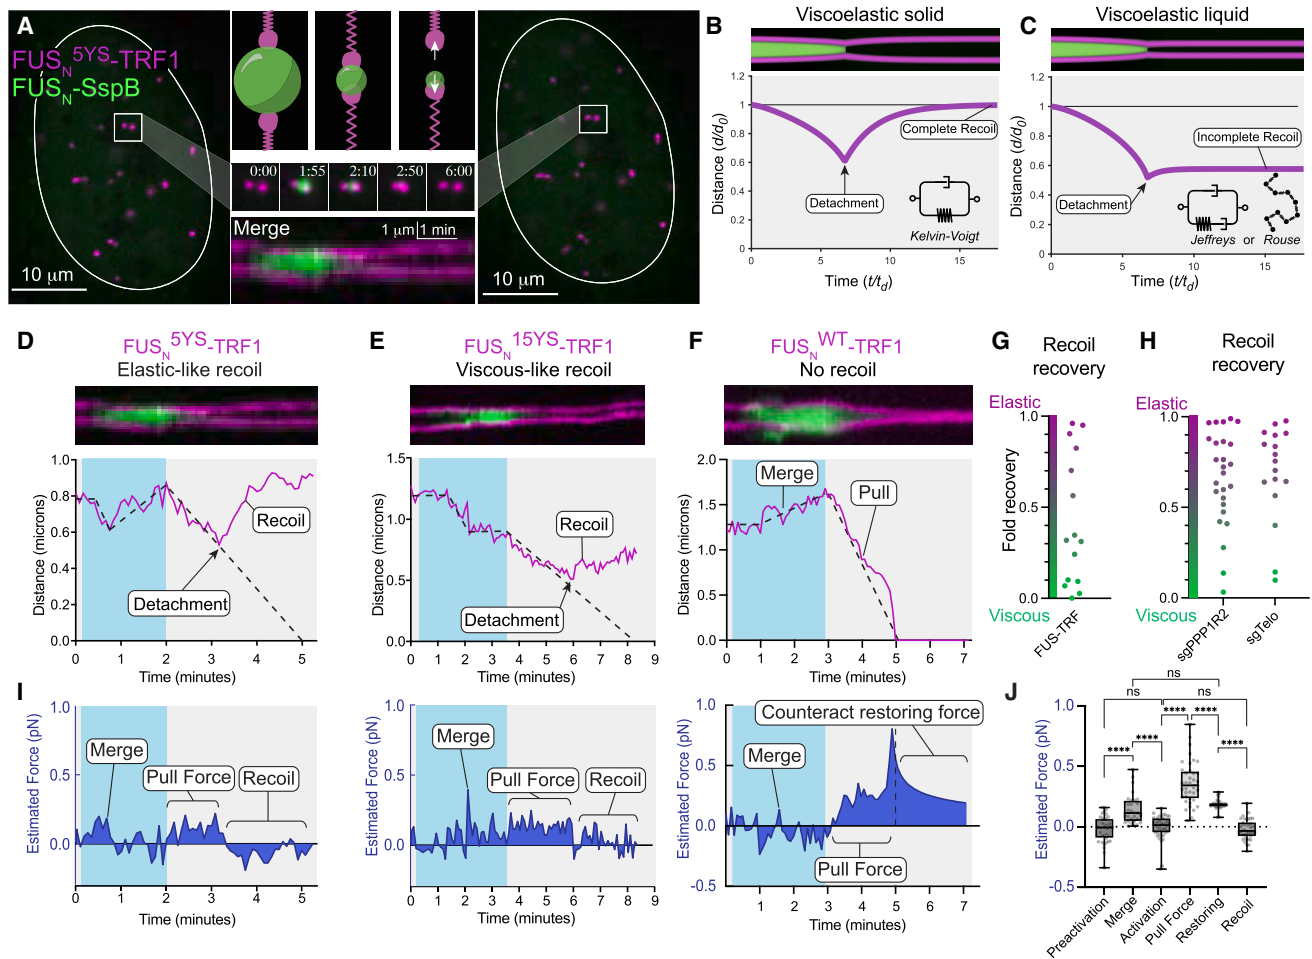 A
FUSN5YS-TRF1
FUSN-SspB
10 µm
0:00 1:55 2:10 2:50 6:00
Merge
1 µm 1 min
10 µm
B
Viscoelastic solid
1.2
1
0.8
0.6
0.4
0.2
0
Distance (d/d0)
Complete Recoil
Detachment
Kelvin-Voigt
0 5 10 15
Time (t/td)
C
Viscoelastic liquid
1.2
1.0
0.8
0.6
0.4
0.2
0
Distance (d/d0)
Incomplete Recoil
Detachment
Jeffreys or Rouse
0 5 10 15
Time (t/td)
D
FUSN5YS-TRF1
Elastic-like recoil
1.0
0.8
0.6
0.4
0.2
0.0
Distance (microns)
Recoil
Detachment
0 1 2 3 4 5
Time (minutes)
E
FUSN15YS-TRF1
Viscous-like recoil
1.5
1.0
0.5
0.0
Distance (microns)
Recoil
Detachment
0 1 2 3 4 5 6 7 8 9
Time (minutes)
F
FUSNWT-TRF1
No recoil
2.0
1.5
1.0
0.5
0.0
Distance (microns)
Merge
Pull
0 1 2 3 4 5 6 7
Time (minutes)
G
Recoil
recovery
Elastic
1.0
0.5
0.0
Fold recovery
Viscous
FUS-TRF
H
Recoil
recovery
Elastic
1.0
0.5
0.0
Viscous
sgPPP1R2
sgTelo
I
1.0
0.5
0.0
Estimated Force (pN)
Merge
Pull Force
Recoil
0 1 2 3 4 5
Time (minutes)
1.0
0.5
0.0
Estimated Force (pN)
Merge
Pull Force
Recoil
0 1 2 3 4 5 6 7 8 9
Time (minutes)
1.0
0.5
0.0
-0.5
Estimated Force (pN)
Counteract restoring force
Merge
Pull Force
1 2 3 4 5 6 7
Time (minutes)
J
ns
ns ns
**** ****
**** **** ****
1.0
0.5
0.0
-0.5
Estimated Force (pN)
Preactivation
Merge
Activation
Pull Force
Restoring
Recoil